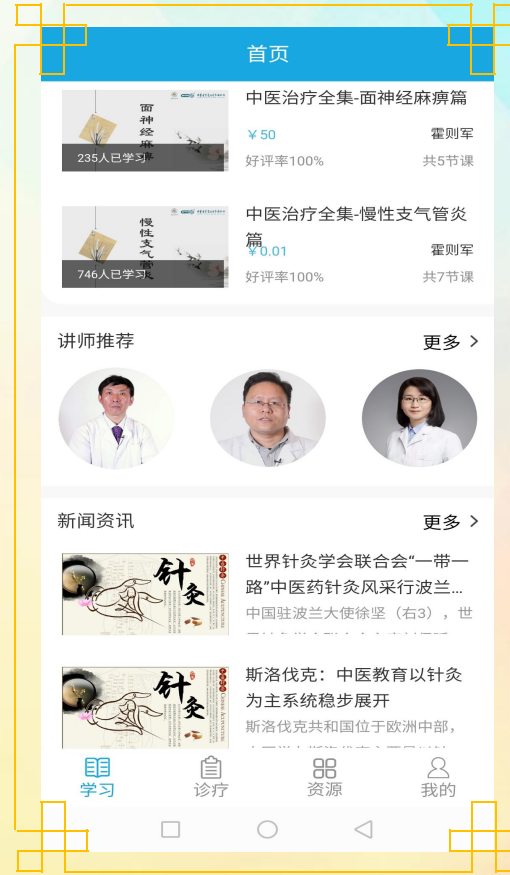 首页
面神经麻痹
235人已学习
中医治疗全集-面神经麻痹篇
￥50
霍则军
好评率100%
共5节课
慢性支气管炎
746人已学习
中医治疗全集-慢性支气管炎
篇
￥0.01
霍则军
好评率100%
共7节课
讲师推荐
更多
新闻资讯
更多
针灸
世界针灸学会联合会“一带一
路”中医药针灸风采行波兰...
中国驻波兰大使徐坚（右3），世
针灸
斯洛伐克：中医教育以针灸
为主系统稳步展开
斯洛伐克共和国位于欧洲中部，
学习
诊疗
资源
我的